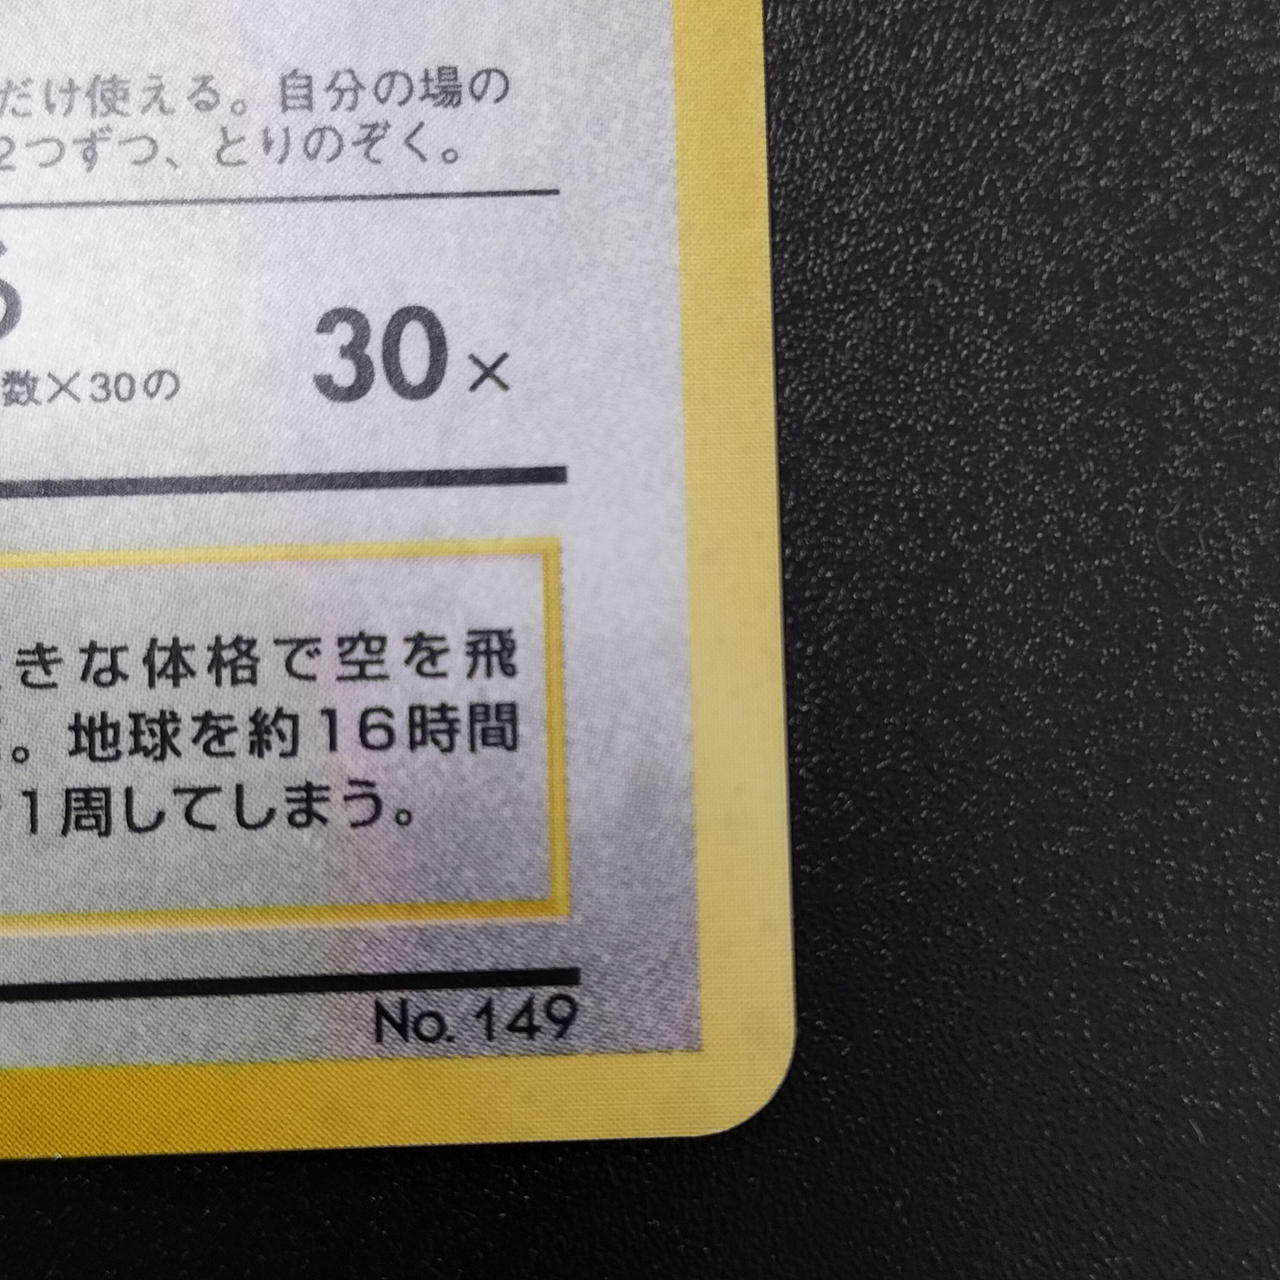 だけ使える。自分の場の
2つずつ、とりのぞく。
30×
数×30の
きな体格で空を飛
。地球を約16時間
1周してしまう。
No. 149